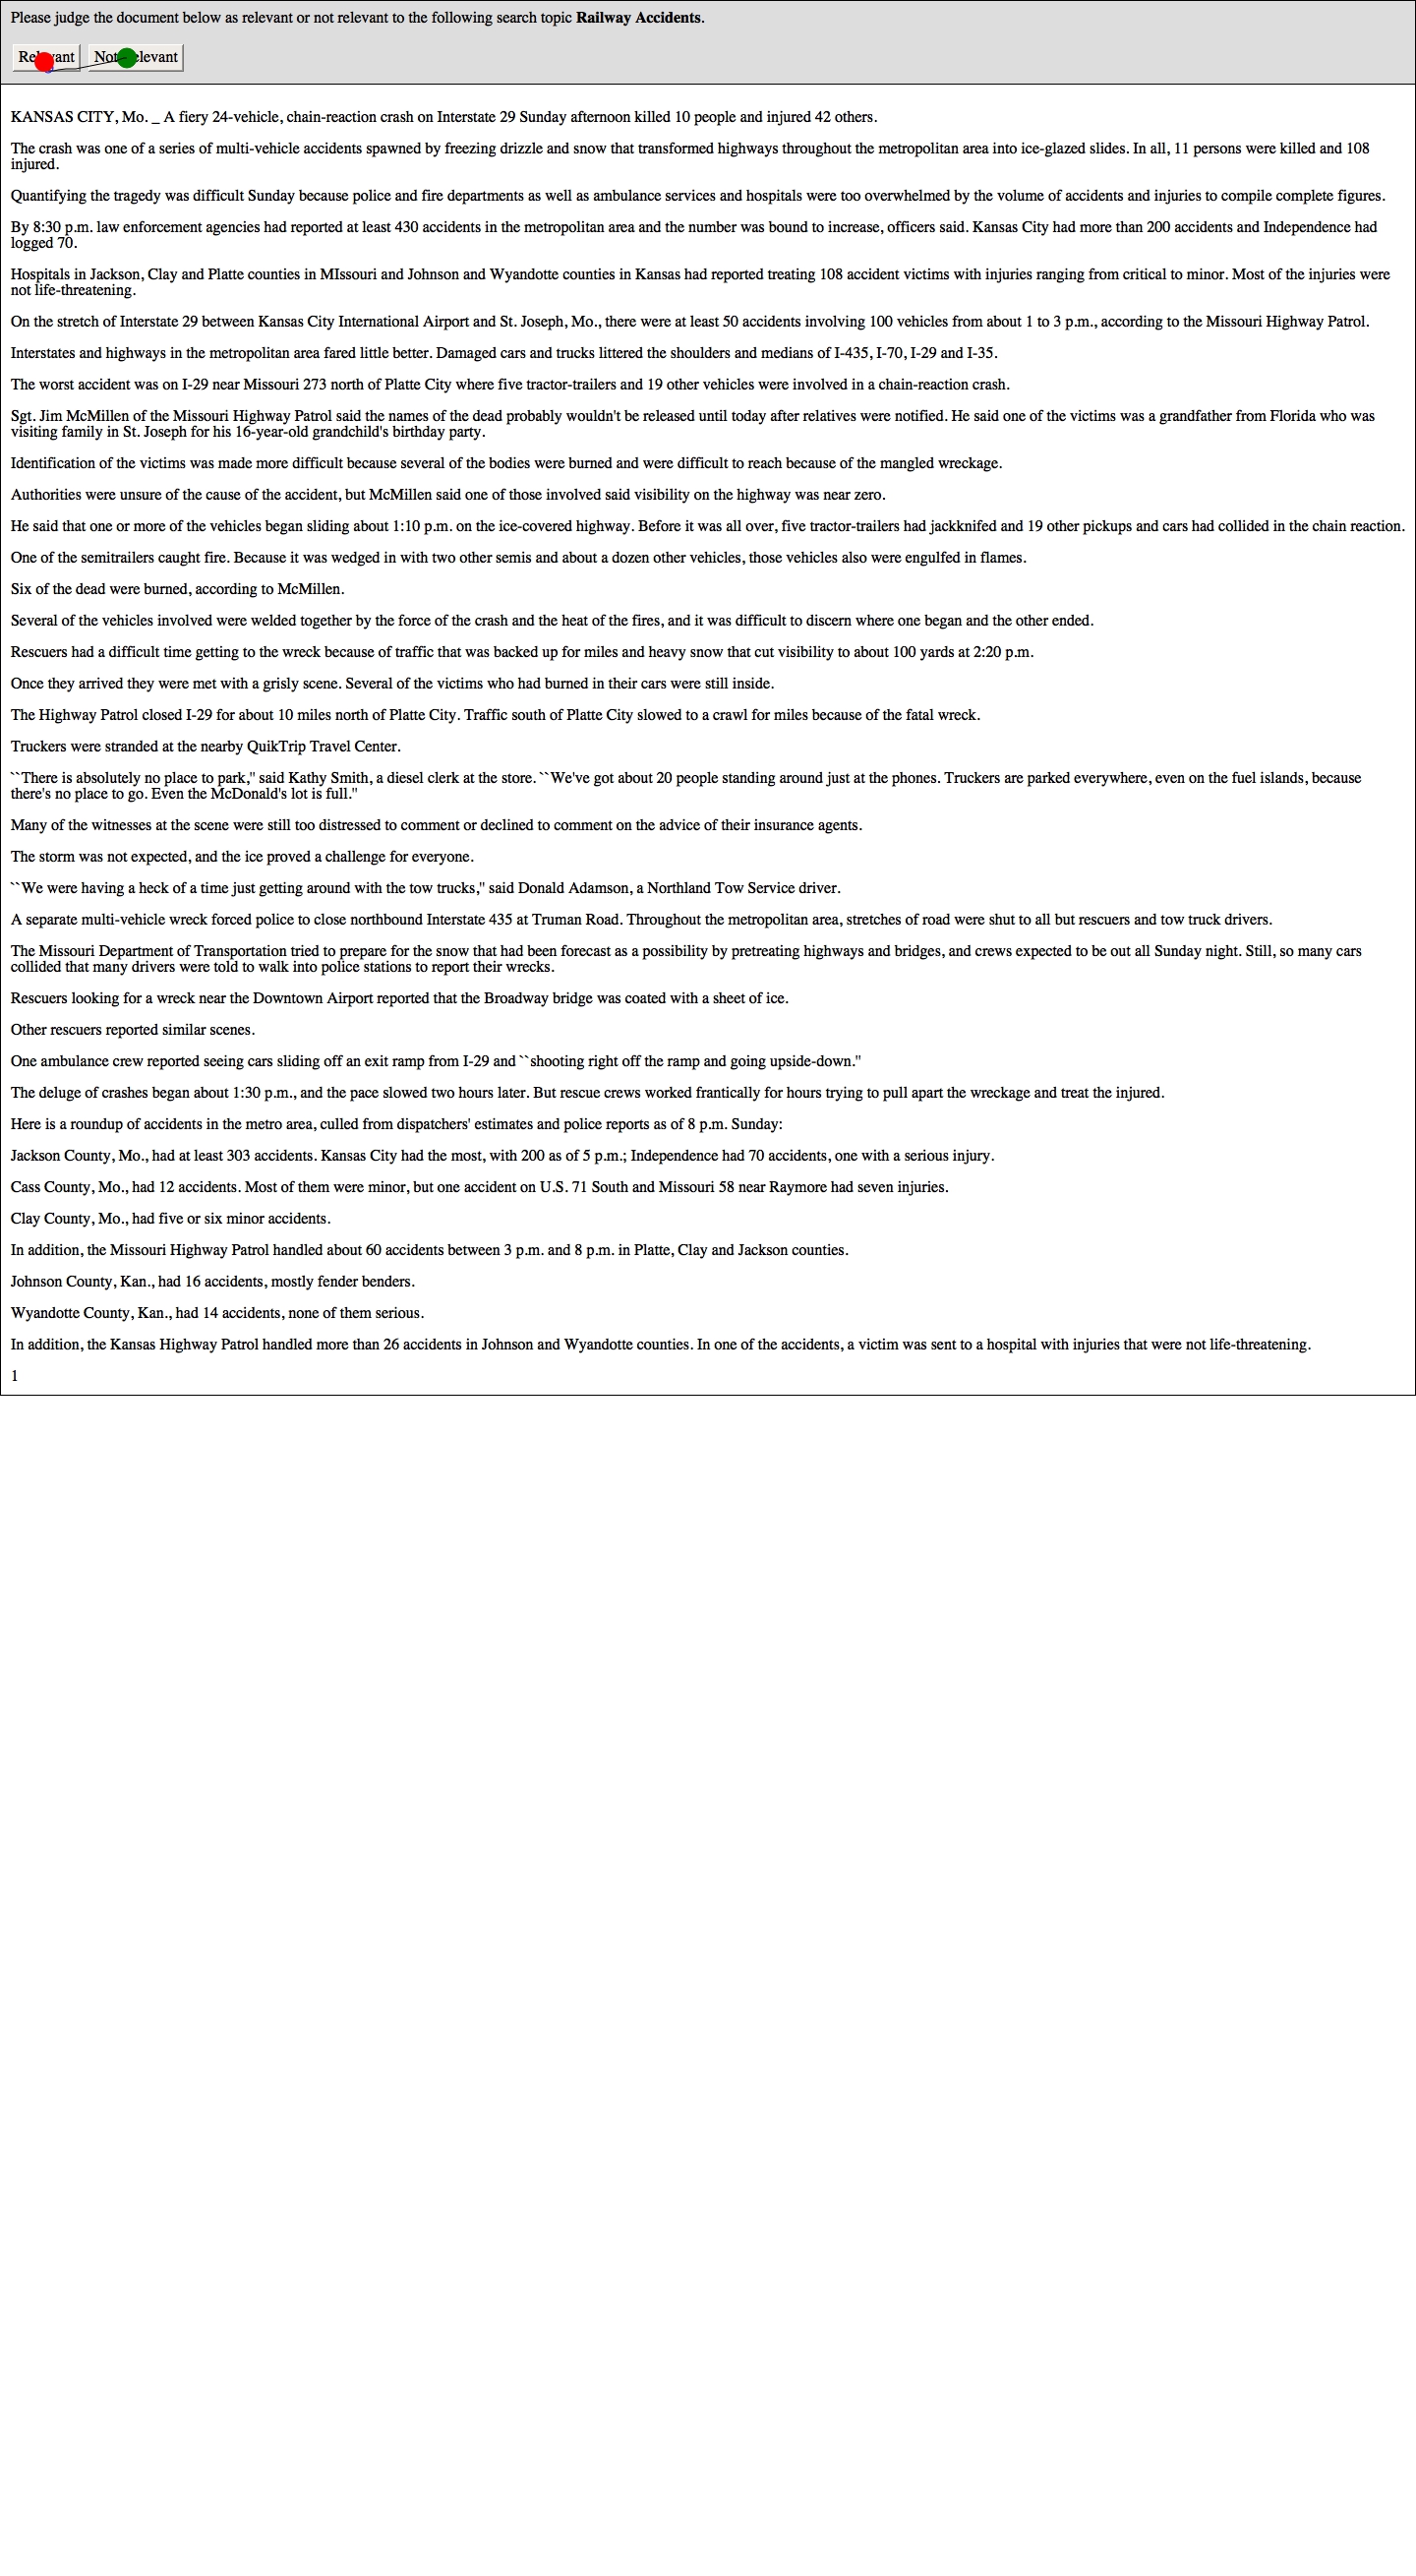 Please judge the document below as relevant or not relevant to the following search topic Railway Accidents.
KANSAS CITY, Mo. _ A fiery 24-vehicle, chain-reaction crash on Interstate 29 Sunday afternoon killed 10 people and injured 42 others.
The crash was one of a series of multi-vehicle accidents spawned by freezing drizzle and snow that transformed highways throughout the metropolitan area into ice-glazed slides. In all, 11 persons were killed and 108
injured.
Quantifying the tragedy was difficult Sunday because police and fire departments as well as ambulance services and hospitals were too overwhelmed by the volume of accidents and injuries to compile complete figures.
By 8:30 p.m. law enforcement agencies had reported at least 430 accidents in the metropolitan area and the number was bound to increase, officers said. Kansas City had more than 200 accidents and Independence had
logged 70.
Hospitals in Jackson, Clay and Platte counties in MIssouri and Johnson and Wyandotte counties in Kansas had reported treating 108 accident victims with injuries ranging from critical to minor. Most of the injuries were
not life-threatening.
On the stretch of Interstate 29 between Kansas City International Airport and St. Joseph, Mo., there were at least 50 accidents involving 100 vehicles from about 1 to 3 p.m., according to the Missouri Highway Patrol.
Interstates and highways in the metropolitan area fared little better. Damaged cars and trucks littered the shoulders and medians of I-435, I-70, I-29 and I-35.
The worst accident was on I-29 near Missouri 273 north of Platte City where five tractor-trailers and 19 other vehicles were involved in a chain-reaction crash.
Sgt. Jim McMillen of the Missouri Highway Patrol said the names of the dead probably wouldn't be released until today after relatives were notified. He said one of the victims was a grandfather from Florida who was
visiting family in St. Joseph for his 16-year-old grandchild's birthday party.
Identification of the victims was made more difficult because several of the bodies were burned and were difficult to reach because of the mangled wreckage.
Authorities were unsure of the cause of the accident, but McMillen said one of those involved said visibility on the highway was near zero.
He said that one or more of the vehicles began sliding about 1:10 p.m. on the ice-covered highway. Before it was all over, five tractor-trailers had jackknifed and 19 other pickups and cars had collided in the chain reaction.
One of the semitrailers caught fire. Because it was wedged in with two other semis and about a dozen other vehicles, those vehicles also were engulfed in flames.
Six of the dead were burned, according to McMillen.
Several of the vehicles involved were welded together by the force of the crash and the heat of the fires, and it was difficult to discern where one began and the other ended.
Rescuers had a difficult time getting to the wreck because of traffic that was backed up for miles and heavy snow that cut visibility to about 100 yards at 2:20 p.m.
Once they arrived they were met with a grisly scene. Several of the victims who had burned in their cars were still inside.
The Highway Patrol closed I-29 for about 10 miles north of Platte City. Traffic south of Platte City slowed to a crawl for miles because of the fatal wreck.
Truckers were stranded at the nearby QuikTrip Travel Center.
``There is absolutely no place to park,'' said Kathy Smith, a diesel clerk at the store. ``We've got about 20 people standing around just at the phones. Truckers are parked everywhere, even on the fuel islands, because
there's no place to go. Even the McDonald's lot is full.''
Many of the witnesses at the scene were still too distressed to comment or declined to comment on the advice of their insurance agents.
The storm was not expected, and the ice proved a challenge for everyone.
``We were having a heck of a time just getting around with the tow trucks,'' said Donald Adamson, a Northland Tow Service driver.
A separate multi-vehicle wreck forced police to close northbound Interstate 435 at Truman Road. Throughout the metropolitan area, stretches of road were shut to all but rescuers and tow truck drivers.
The Missouri Department of Transportation tried to prepare for the snow that had been forecast as a possibility by pretreating highways and bridges, and crews expected to be out all Sunday night. Still, so many cars
collided that many drivers were told to walk into police stations to report their wrecks.
Rescuers looking for a wreck near the Downtown Airport reported that the Broadway bridge was coated with a sheet of ice.
Other rescuers reported similar scenes.
One ambulance crew reported seeing cars sliding off an exit ramp from I-29 and ``shooting right off the ramp and going upside-down.''
The deluge of crashes began about 1:30 p.m., and the pace slowed two hours later. But rescue crews worked frantically for hours trying to pull apart the wreckage and treat the injured.
Here is a roundup of accidents in the metro area, culled from dispatchers' estimates and police reports as of 8 p.m. Sunday:
Jackson County, Mo., had at least 303 accidents. Kansas City had the most, with 200 as of 5 p.m.; Independence had 70 accidents, one with a serious injury.
Cass County, Mo., had 12 accidents. Most of them were minor, but one accident on U.S. 71 South and Missouri 58 near Raymore had seven injuries.
Clay County, Mo., had five or six minor accidents.
In addition, the Missouri Highway Patrol handled about 60 accidents between 3 p.m. and 8 p.m. in Platte, Clay and Jackson counties.
Johnson County, Kan., had 16 accidents, mostly fender benders.
Wyandotte County, Kan., had 14 accidents, none of them serious.
In addition, the Kansas Highway Patrol handled more than 26 accidents in Johnson and Wyandotte counties. In one of the accidents, a victim was sent to a hospital with injuries that were not life-threatening.
1